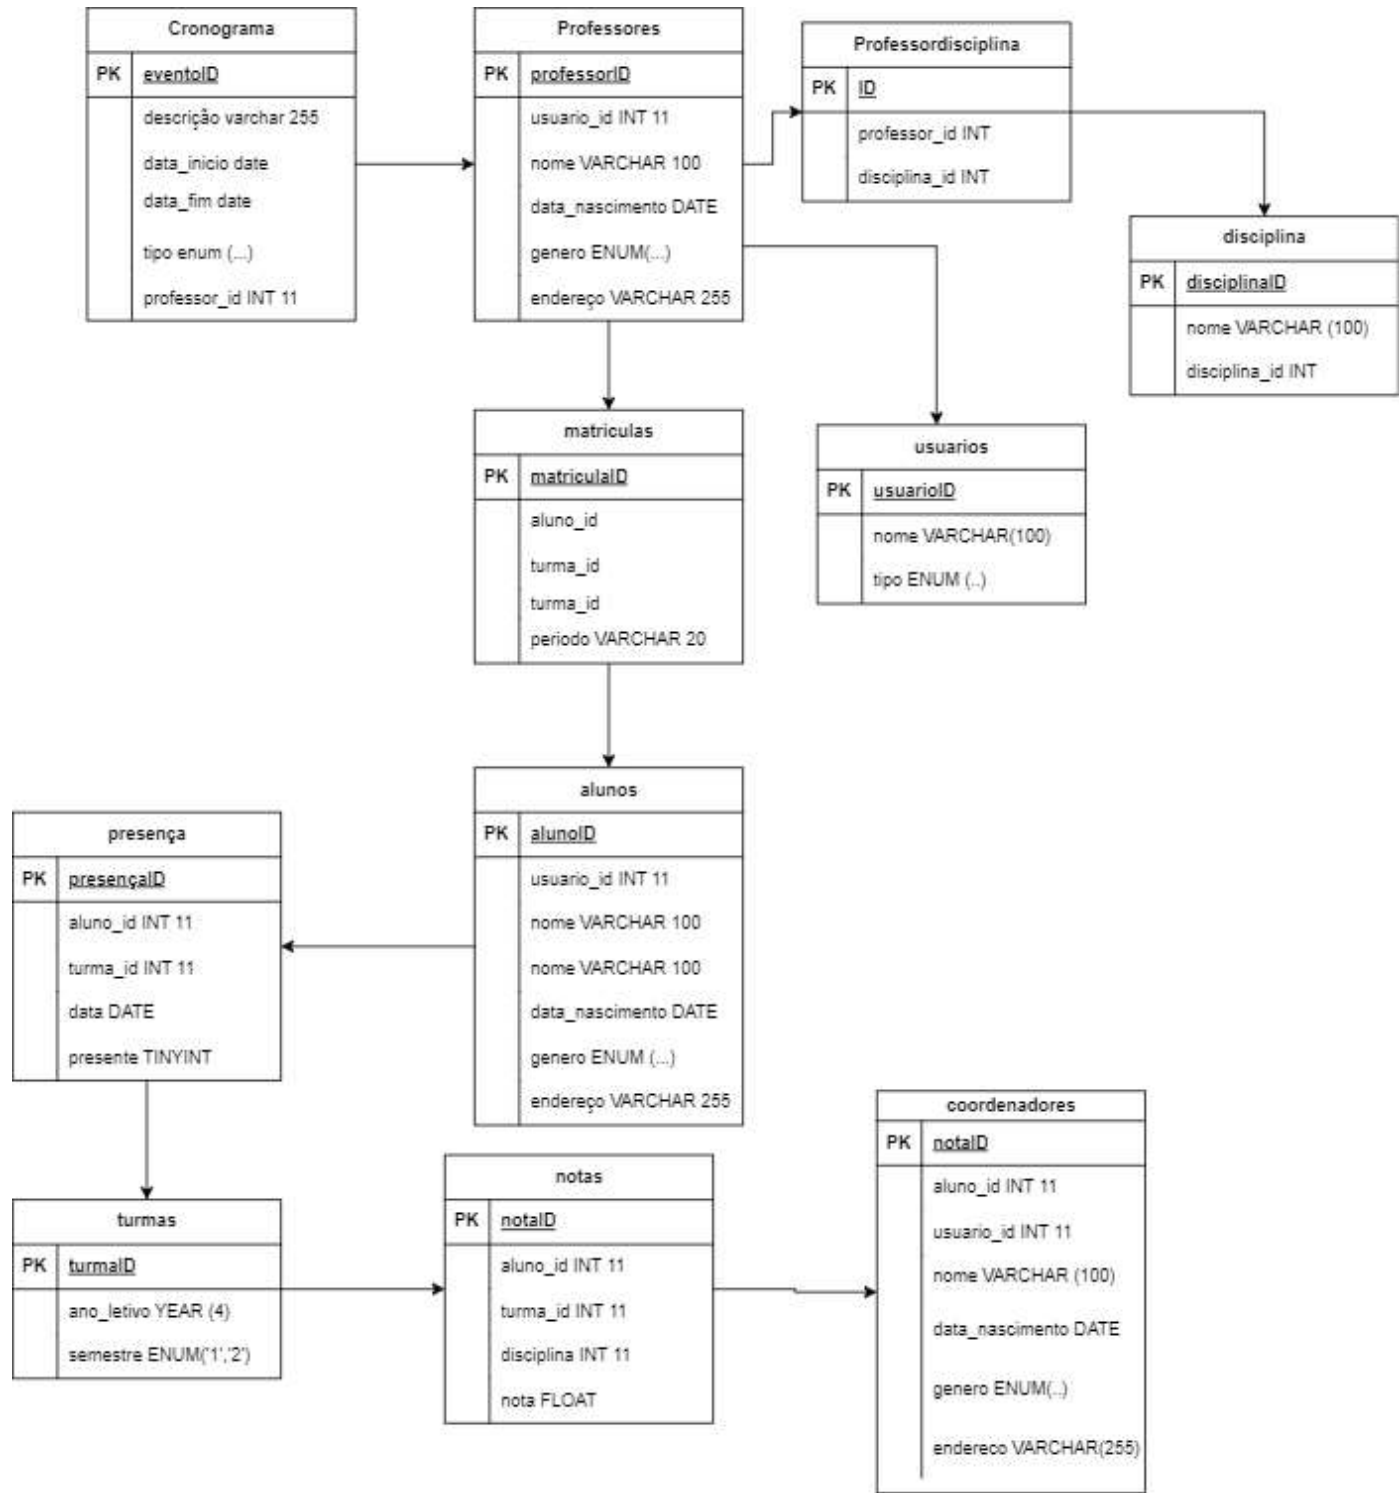 Cronograma
PK eventoID
descrição varchar 255
data_inicio date
data_fim date
tipo enum (...)
professor_id INT 11
Professores
PK professorID
usuario_id INT 11
nome VARCHAR 100
data_nascimento DATE
genero ENUM(...)
endereço VARCHAR 255
Professordisciplina
PK ID
professor_id INT
disciplina_id INT
disciplina
PK disciplinaID
nome VARCHAR (100)
disciplina_id INT
matriculas
PK matriculaID
aluno_id
turma_id
turma_id
periodo VARCHAR 20
usuarios
PK usuarioID
nome VARCHAR(100)
tipo ENUM (..)
alunos
PK alunoID
usuario_id INT 11
nome VARCHAR 100
nome VARCHAR 100
data_nascimento DATE
genero ENUM (...)
endereço VARCHAR 255
presença
PK presençaID
aluno_id INT 11
turma_id INT 11
data DATE
presente TINYINT
turmas
PK turmaID
ano_letivo YEAR (4)
semestre ENUM('1','2')
notas
PK notaID
aluno_id INT 11
turma_id INT 11
disciplina INT 11
nota FLOAT
coordenadores
PK notaID
aluno_id INT 11
usuario_id INT 11
nome VARCHAR (100)
data_nascimento DATE
genero ENUM(..)
endereco VARCHAR(255)